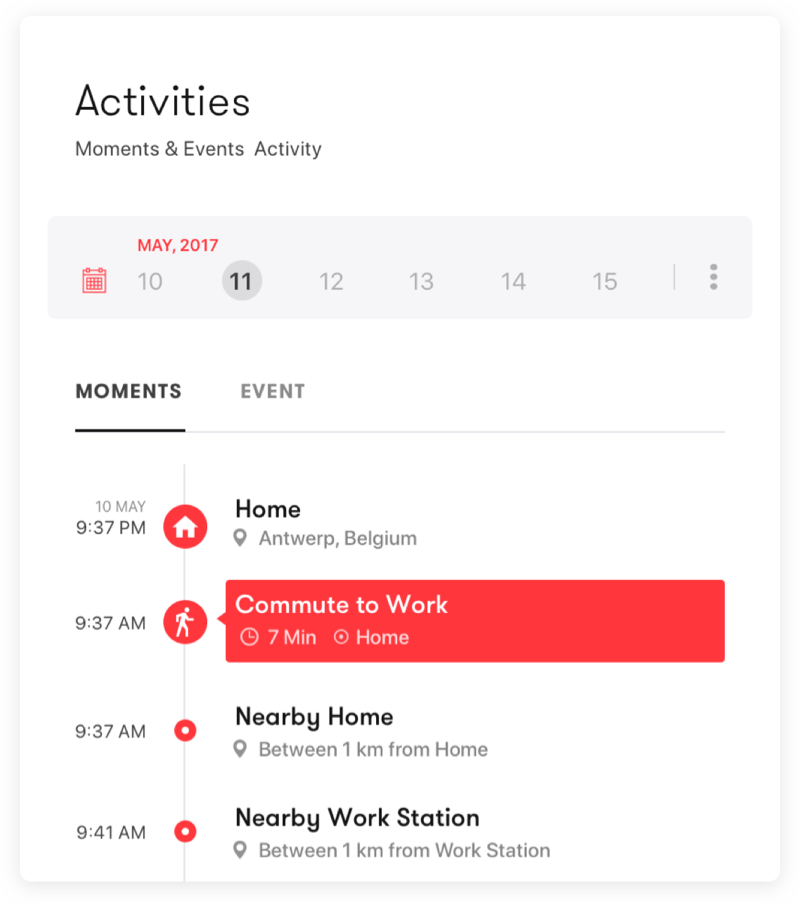 Activities
Moments & Events Activity
MAY, 2017
10 11 12 13 14 15
MOMENTS EVENT
10 MAY
9:37 PM
Home
Antwerp, Belgium
9:37 AM
Commute to Work
7 Min Home
9:37 AM
Nearby Home
Between 1 km from Home
9:41 AM
Nearby Work Station
Between 1 km from Work Station